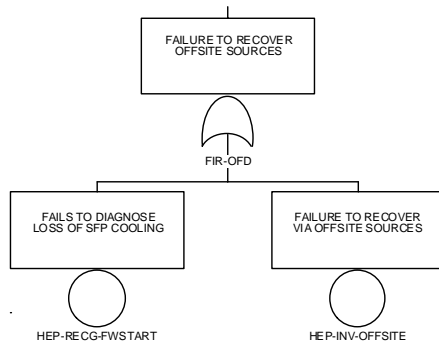 FAILURE TO RECOVER
OFFSITE SOURCES
FIR-OFD
FAILS TO DIAGNOSE
LOSS OF SFP COOLING
FAILURE TO RECOVER
VIA OFFSITE SOURCES
HEP-RECG-FWSTART
HEP-INV-OFFSITE